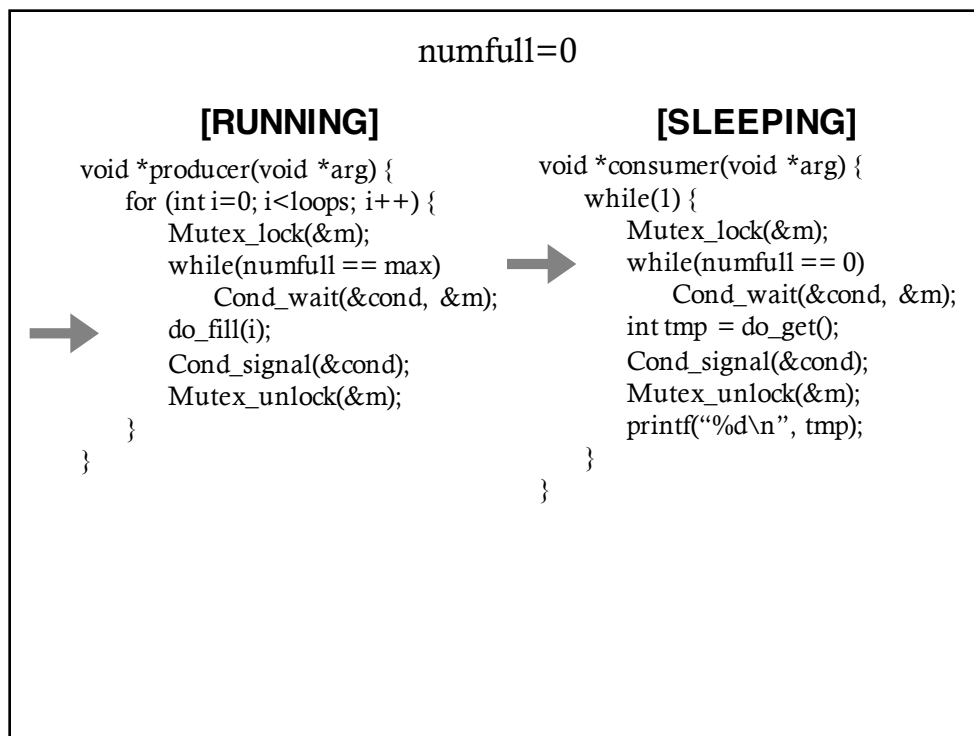 numfull=0
[RUNNING]
void *producer(void *arg) {
for (int i=0; i<loops; i++) {
Mutex_lock(&m);
while(numfull == max)
Cond_wait(&cond, &m);
do_fill(i);
Cond_signal(&cond);
Mutex_unlock(&m);
}
}
[SLEEPING]
void *consumer(void *arg) {
while(1) {
Mutex_lock(&m);
while(numfull == 0)
Cond_wait(&cond, &m);
int tmp = do_get();
Cond_signal(&cond);
Mutex_unlock(&m);
printf(“%d\n”, tmp);
}
}